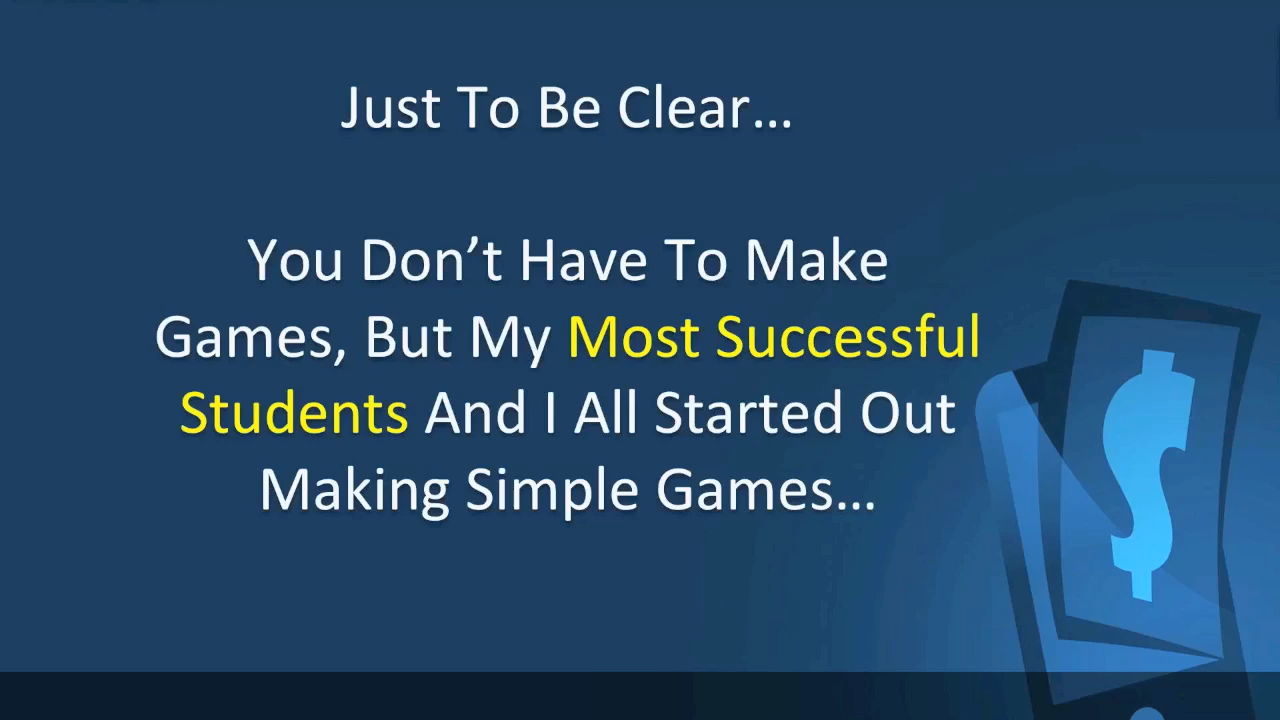 Just To Be Clear…
You Don’t Have To Make
Games, But My Most Successful
Students And I All Started Out
Making Simple Games…